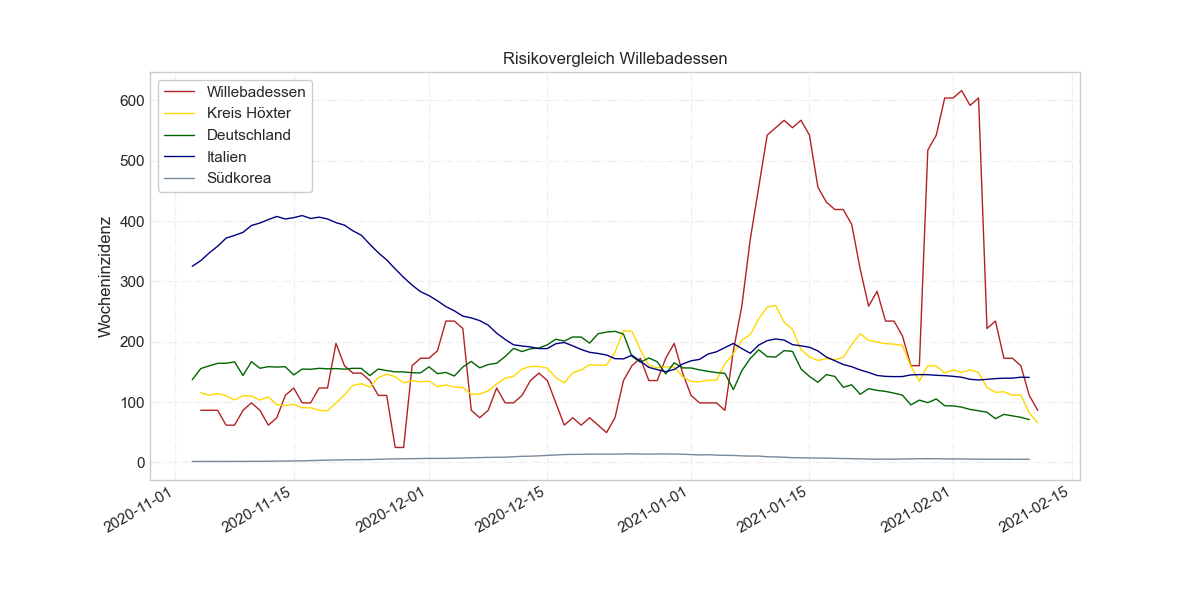 Risikovergleich Willebadessen
Willebadessen
Kreis Höxter
Deutschland
Italien
Südkorea
Wocheninzidenz
600
500
400
300
200
100
0
2020-11-01
2020-11-15
2020-12-01
2020-12-15
2021-01-01
2021-01-15
2021-02-01
2021-02-15